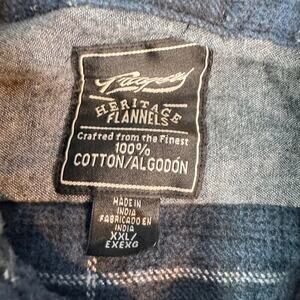 HERITAGE
FLANNELS
Crafted from the Finest
100%
COTTON/ALGODÓN
MADE IN
INDIA
FABRICADO EN
INDIA
XXL/
EXEXG